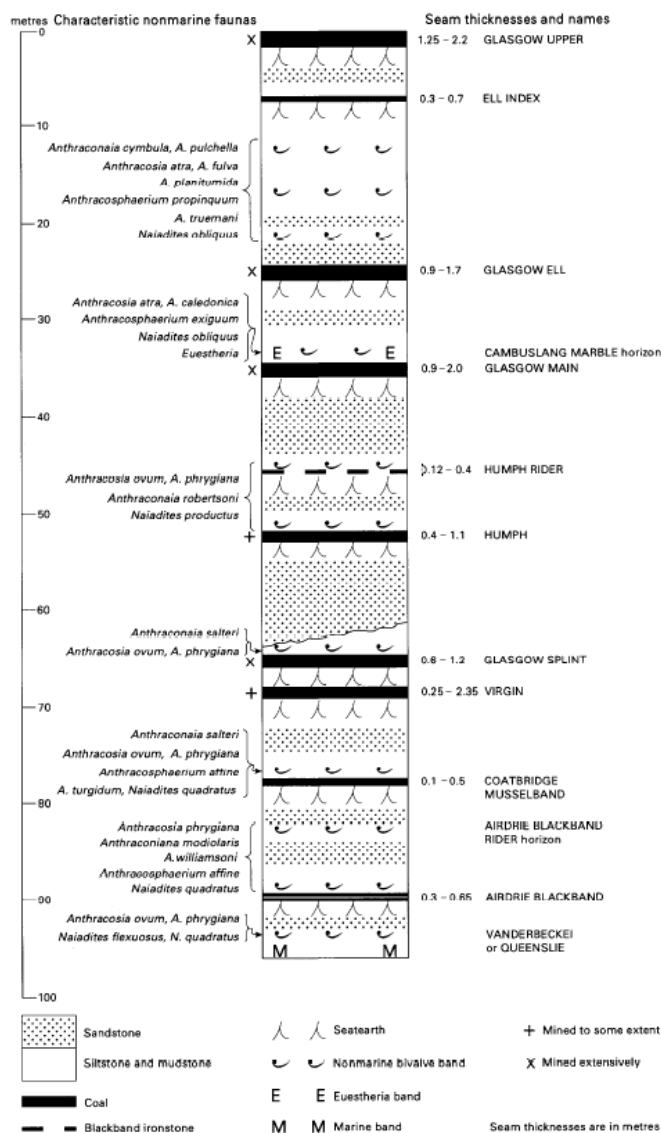 metres Characteristic nonmarine faunas Seam thicknesses and names
0
X 1.25 – 2.2 GLASGOW UPPER
0.3 – 0.7 ELL INDEX
10
Anthraconaia cymbula, A. pulchella
Anthracosia atra, A. fulva
A. planitumida
Anthracosphaerium propinquum
20
A. truemani
Naiadites obliquus
X 0.9 – 1.7 GLASGOW ELL
Anthracosia atra, A. caledonica
30
Anthracosphaerium exiguum
Naiadites obliquus
Euestheria E E CAMBUSLANG MARBLE horizon
X 0.9 – 2.0 GLASGOW MAIN
40
Anthracosia ovum, A. phrygiana 0.12 – 0.4 HUMPH RIDER
Anthraconaia robertsoni
Naiadites productus
50
+ 0.4 – 1.1 HUMPH
60
Anthraconaia salteri
Anthracosia ovum, A. phrygiana
X 0.6 – 1.2 GLASGOW SPLINT
+ 0.25 – 2.35 VIRGIN
70
Anthraconaia salteri
Anthracosia ovum, A. phrygiana
Anthracosphaerium affine
A. turgidum, Naiadites quadratus 0.1 – 0.5 COATBRIDGE
MUSSELBAND
80
Anthracosia phrygiana AIRDRIE BLACKBAND
Anthraconiana modiolaris RIDER horizon
A.williamsoni
Anthracosphaerium affine
Naiadites quadratus
90
0.3 – 0.65 AIRDRIE BLACKBAND
Anthracosia ovum, A. phrygiana
Naiadites flexuosus, N. quadratus VANDERBECKEI
M M or QUEENSLIE
100
Sandstone Seatearth + Mined to some extent
Siltstone and mudstone Nonmarine bivalve band X Mined extensively
Coal E E Euestheria band
Blackband ironstone M M Marine band Seam thicknesses are in metres